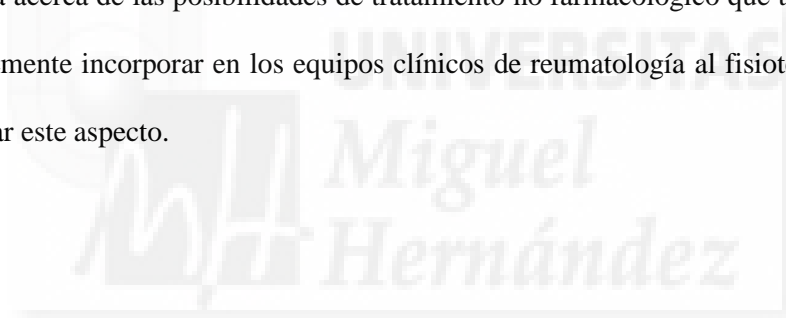 acerca de las posibilidades de tratamiento no farmacológico que
mente incorporar en los equipos clínicos de reumatología al fisiot
ar este aspecto.
UNIVERSITAS
Miguel
Hernández